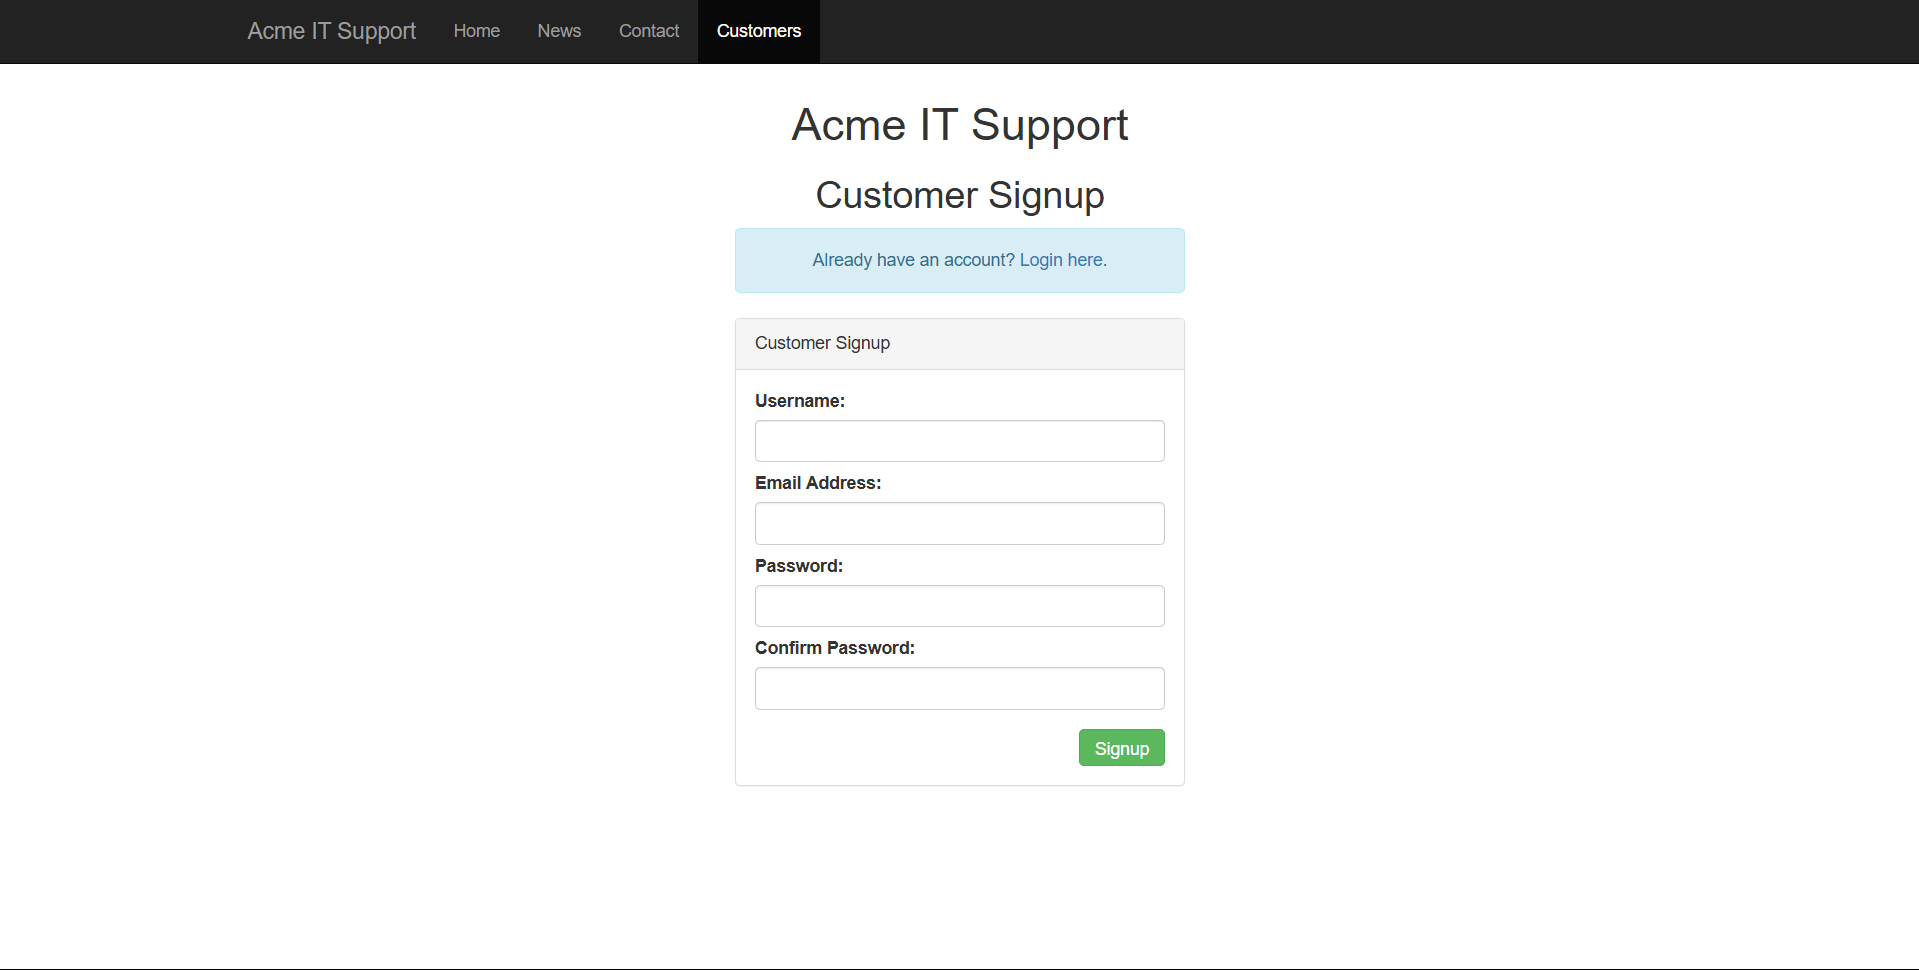 Acme IT Support Home News Contact Customers
Acme IT Support
Customer Signup
Already have an account? Login here.
Customer Signup
Username:
Email Address:
Password:
Confirm Password:
Signup